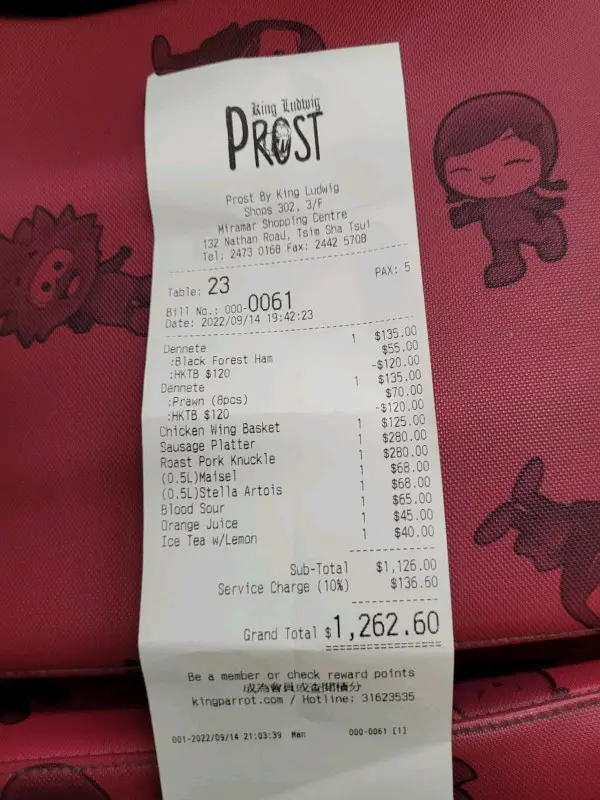 King Ludwig
PROST
Prost By King Ludwig
Shops 302, 3/F
Miramar Shopping Centre
132 Nathan Road, Tsim Sha Tsui
Tel: 2473 0168 Fax: 2442 5708
Table: 23 PAX: 5
Bill No.: 000-0061
Date: 2022/09/14 19:42:23
Dennete 1 $135.00
:Black Forest Ham $55.00
:HKTB $120 -$120.00
Dennete 1 $135.00
:Prawn (8pcs) $70.00
:HKTB $120 -$120.00
Chicken Wing Basket 1 $125.00
Sausage Platter 1 $280.00
Roast Pork Knuckle 1 $280.00
(0.5L)Maisel 1 $68.00
(0.5L)Stella Artois 1 $68.00
Blood Sour 1 $65.00
Orange Juice 1 $45.00
Ice Tea w/Lemon 1 $40.00
Sub-Total $1,126.00
Service Charge (10%) $136.60
Grand Total $1,262.60
Be a member or check reward points
成為會員或查閱積分
kingparrot.com / Hotline: 31623535
001-2022/09/14 21:03:39 Man 000-0061 [1]